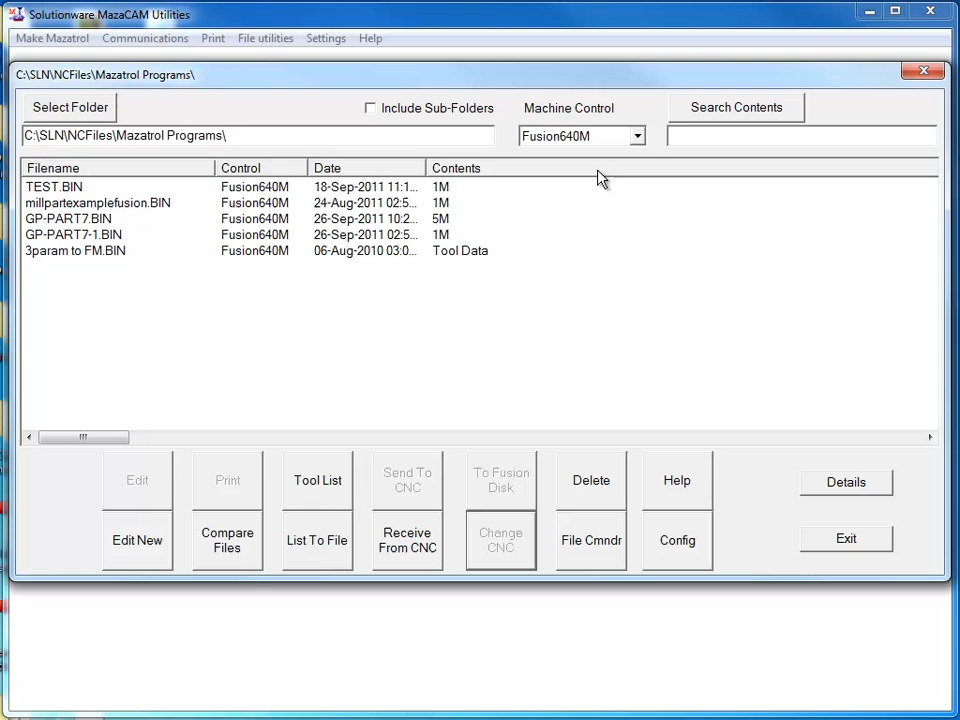 Solutionware MazaCAM Utilities
Make Mazatrol Communications Print File utilities Settings Help
C:\SLN\NCFiles\Mazatrol Programs\
Select Folder Include Sub-Folders Machine Control Search Contents
C:\SLN\NCFiles\Mazatrol Programs\ Fusion640M
Filename Control Date Contents
TEST.BIN Fusion640M 18-Sep-2011 11:1... 1M
millpartexamplefusion.BIN Fusion640M 24-Aug-2011 02:5... 1M
GP-PART7.BIN Fusion640M 26-Sep-2011 10:2... 5M
GP-PART7-1.BIN Fusion640M 26-Sep-2011 02:5... 1M
3param to FM.BIN Fusion640M 06-Aug-2010 03:0... Tool Data
Edit Print Tool List Send To CNC To Fusion Disk Delete Help Details
Edit New Compare Files List To File Receive From CNC Change CNC File Cmndr Config Exit